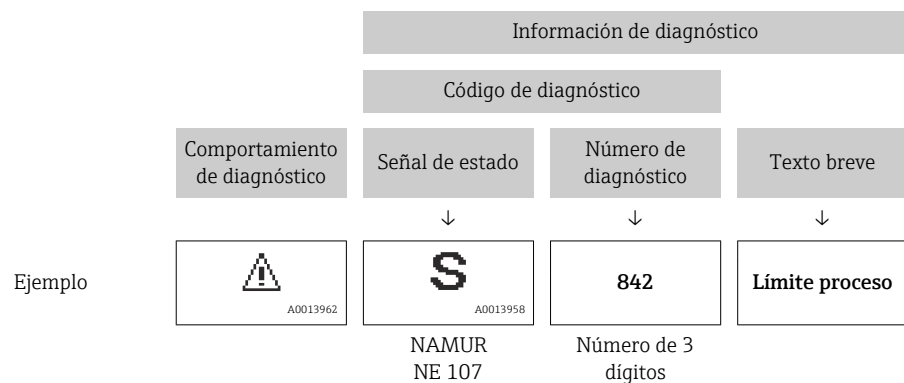 Información de diagnóstico
Código de diagnóstico
Comportamiento
de diagnóstico
Señal de estado
Número de
diagnóstico
Texto breve
↓ ↓ ↓
Ejemplo
S
842
Límite proceso
A0013962
A0013958
NAMUR
NE 107
Número de 3
dígitos